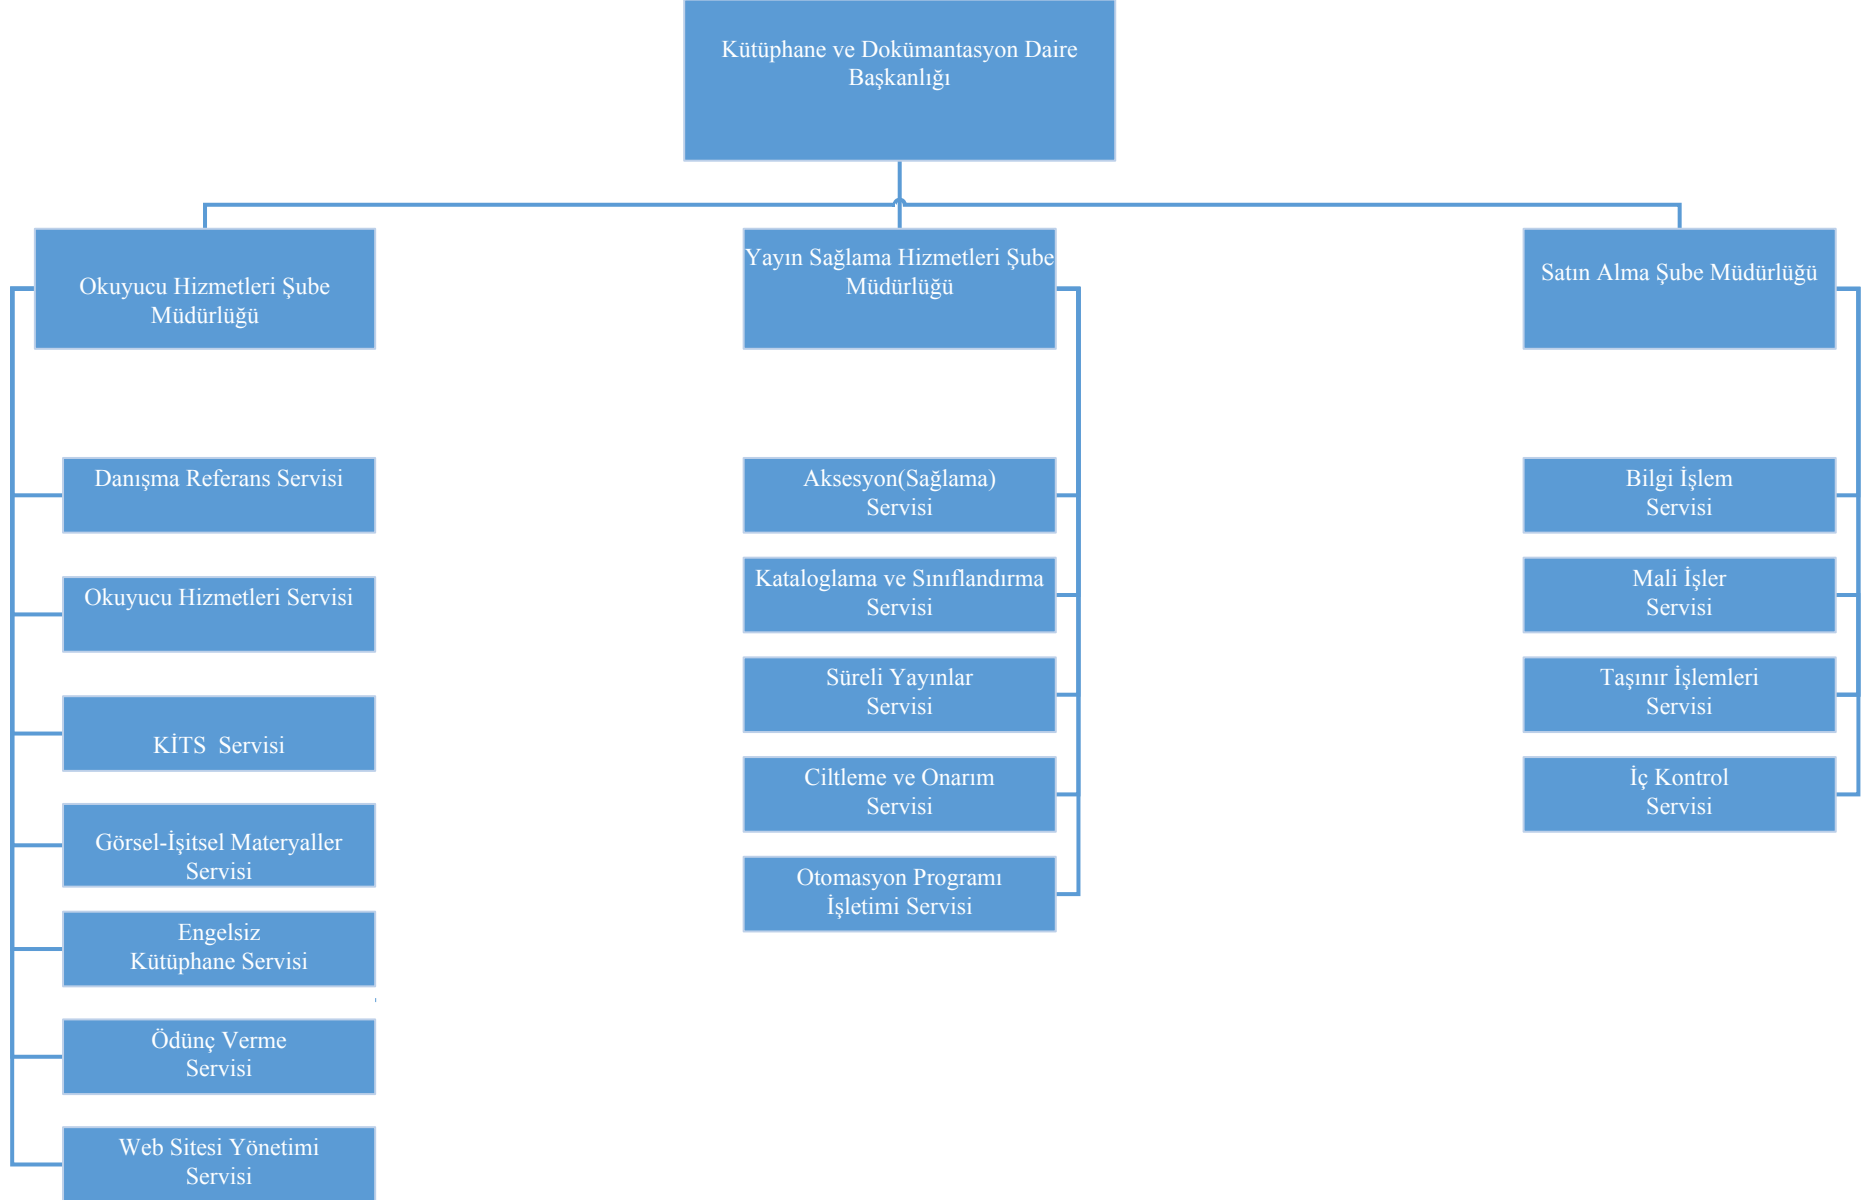 Kütüphane ve Dokümantasyon Daire
Başkanlığı
Okuyucu Hizmetleri Şube
Müdürlüğü
Danışma Referans Servisi
Okuyucu Hizmetleri Servisi
KİTS  Servisi
Görsel-İşitsel Materyaller
Servisi
Engelsiz
Kütüphane Servisi
Ödünç Verme
Servisi
Web Sitesi Yönetimi
Servisi
Yayın Sağlama Hizmetleri Şube
Müdürlüğü
Aksesyon(Sağlama)
Servisi
Kataloglama ve Sınıflandırma
Servisi
Süreli Yayınlar
Servisi
Ciltleme ve Onarım
Servisi
Otomasyon Programı
İşletimi Servisi
Satın Alma Şube Müdürlüğü
Bilgi İşlem
Servisi
Mali İşler
Servisi
Taşınır İşlemleri
Servisi
İç Kontrol
Servisi